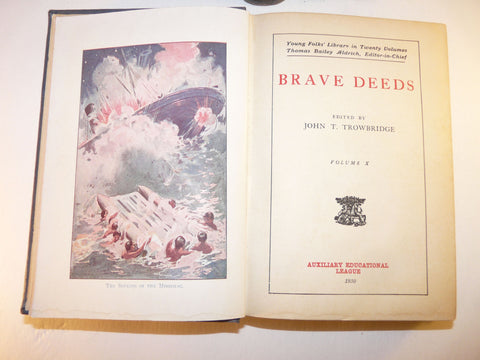 THE SINKING OF THE MERRIMAC.
Young Folks' Library in Twenty Volumes
Thomas Bailey Aldrich, Editor-in-Chief
BRAVE DEEDS
EDITED BY
JOHN T. TROWBRIDGE
VOLUME X
AUXILIARY EDUCATIONAL
LEAGUE
1930